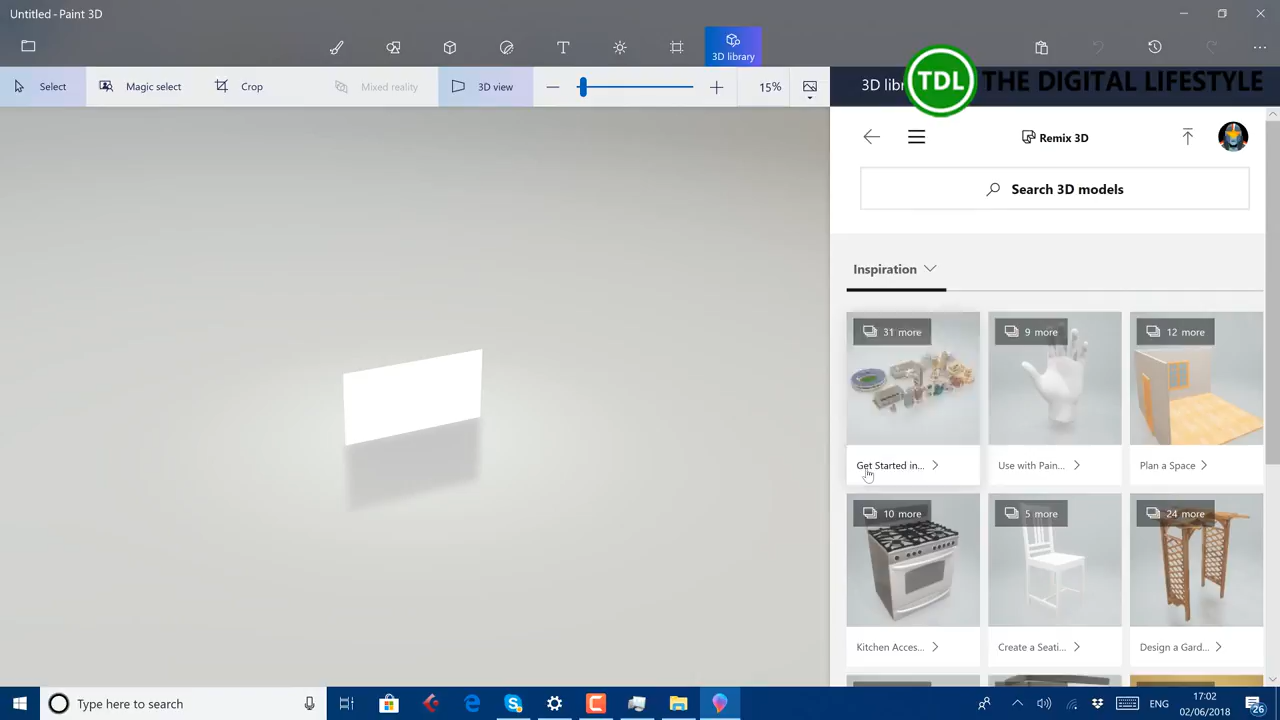 Untitled - Paint 3D
3D library
Select
Magic select
Crop
Mixed reality
3D view
15%
3D lib
TDL THE DIGITAL LIFESTYLE
Remix 3D
Search 3D models
Inspiration
31 more
9 more
12 more
Get Started in...
Use with Pain...
Plan a Space
10 more
5 more
24 more
Kitchen Acces...
Create a Seati...
Design a Gard...
Type here to search
ENG
17:02
02/06/2018
26